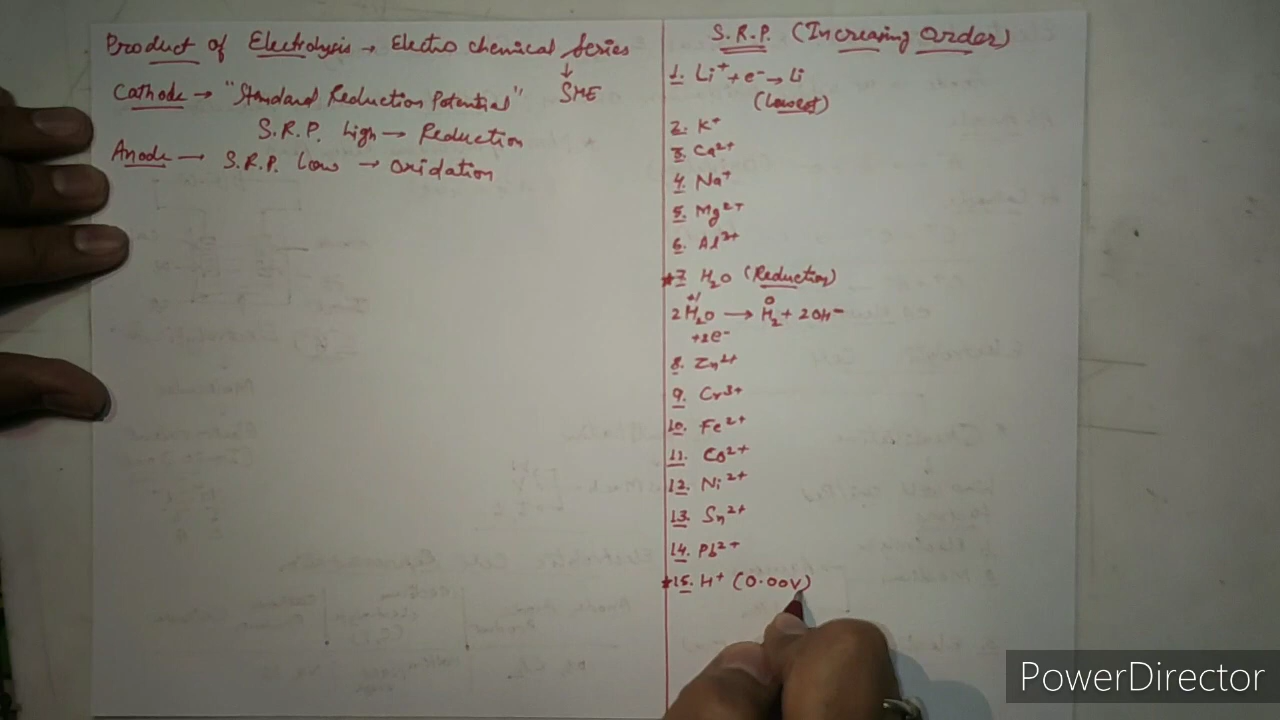 Product of Electrolysis → Electro chemical Series
↓
SHE
Cathode → "Standard Reduction Potential"
S.R.P. high → Reduction
Anode → S.R.P. Low → oxidation
S.R.P. (Increasing order)
1. Li⁺ + e⁻ → Li
(Lowest)
2. K⁺
3. Ca²⁺
4. Na⁺
5. Mg²⁺
6. Al³⁺
*7 H₂O (Reduction)
+1 0
2H₂O → H₂ + 2OH⁻
+2e⁻
8. Zn²⁺
9. Cr³⁺
10. Fe²⁺
11. Co²⁺
12. Ni²⁺
13. Sn²⁺
14. Pb²⁺
*15. H⁺ (0.00V)
PowerDirector